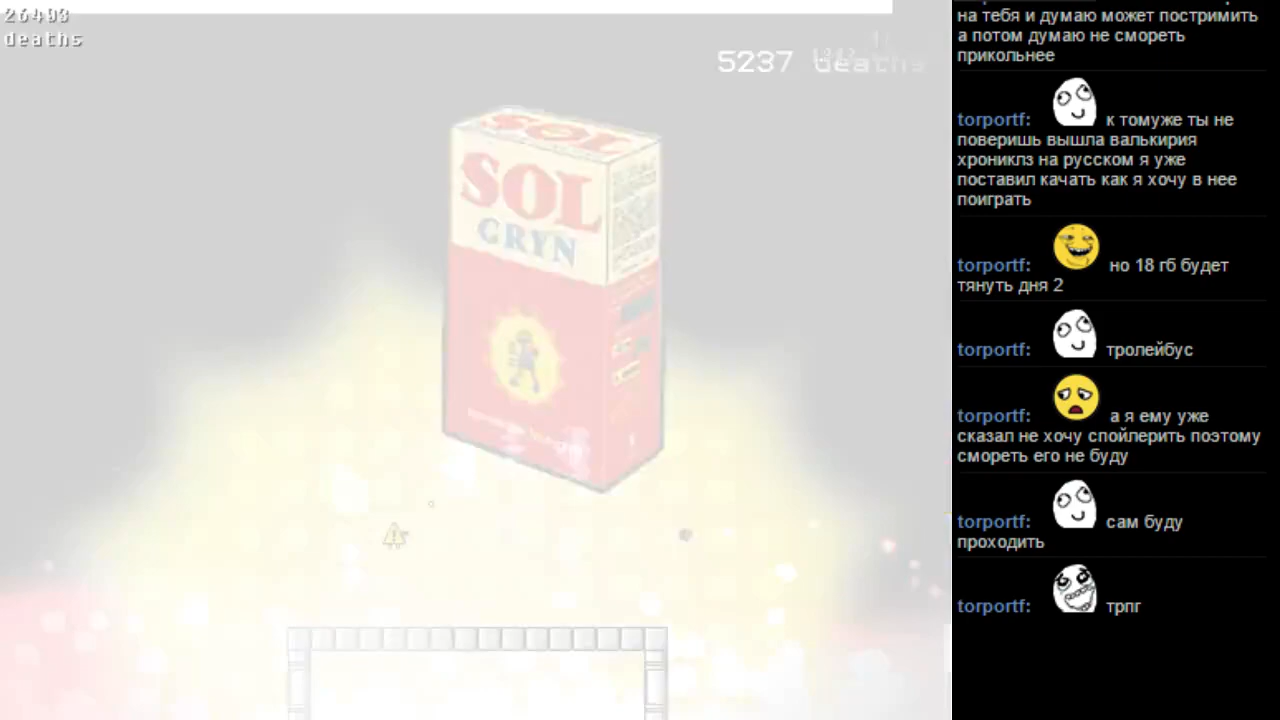 26493
deaths
5237 deaths
SOL
SOL
GRYN
на тебя и думаю может постримить
а потом думаю не смореть
прикольнее
torportf: к томуже ты не
поверишь вышла валькирия
хрониклз на русском я уже
поставил качать как я хочу в нее
поиграть
torportf: но 18 гб будет
тянуть дня 2
torportf: тролейбус
torportf: а я ему уже
сказал не хочу спойлерить поэтому
смореть его не буду
torportf: сам буду
проходить
torportf: трпг